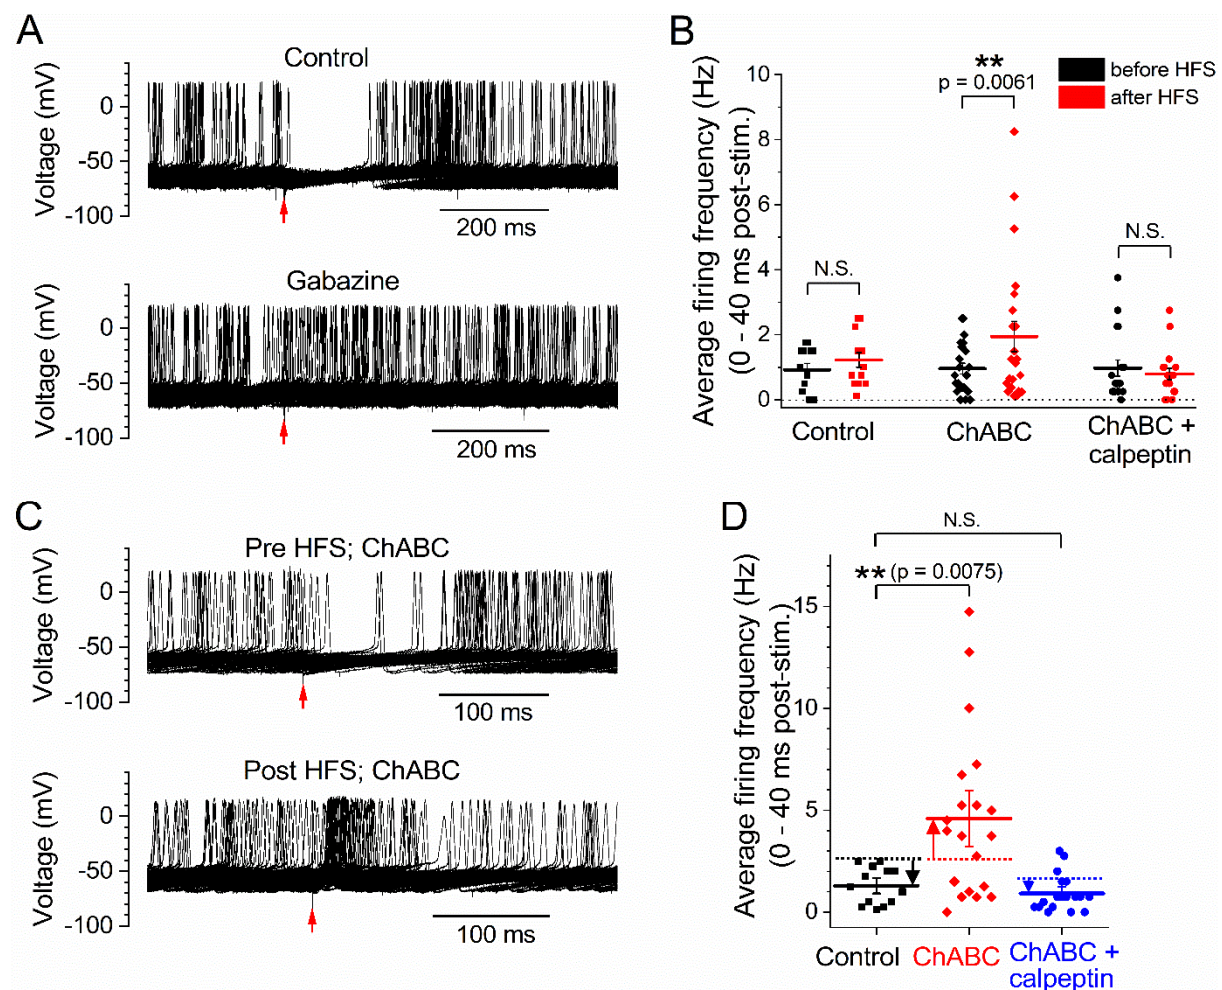 A
Control
Voltage (mV)
0
-50
-100
200 ms
Gabazine
Voltage (mV)
0
-50
-100
200 ms
B
Average firing frequency (Hz)
(0 - 40 ms post-stim.)
10
8
6
4
2
0
**
p = 0.0061
before HFS
after HFS
N.S.
N.S.
Control
ChABC
ChABC +
calpeptin
C
Pre HFS; ChABC
Voltage (mV)
0
-50
-100
100 ms
Post HFS; ChABC
Voltage (mV)
0
-50
-100
100 ms
D
Average firing frequency (Hz)
(0 - 40 ms post-stim.)
15
10
5
0
N.S.
** (p = 0.0075)
Control
ChABC
ChABC +
calpeptin